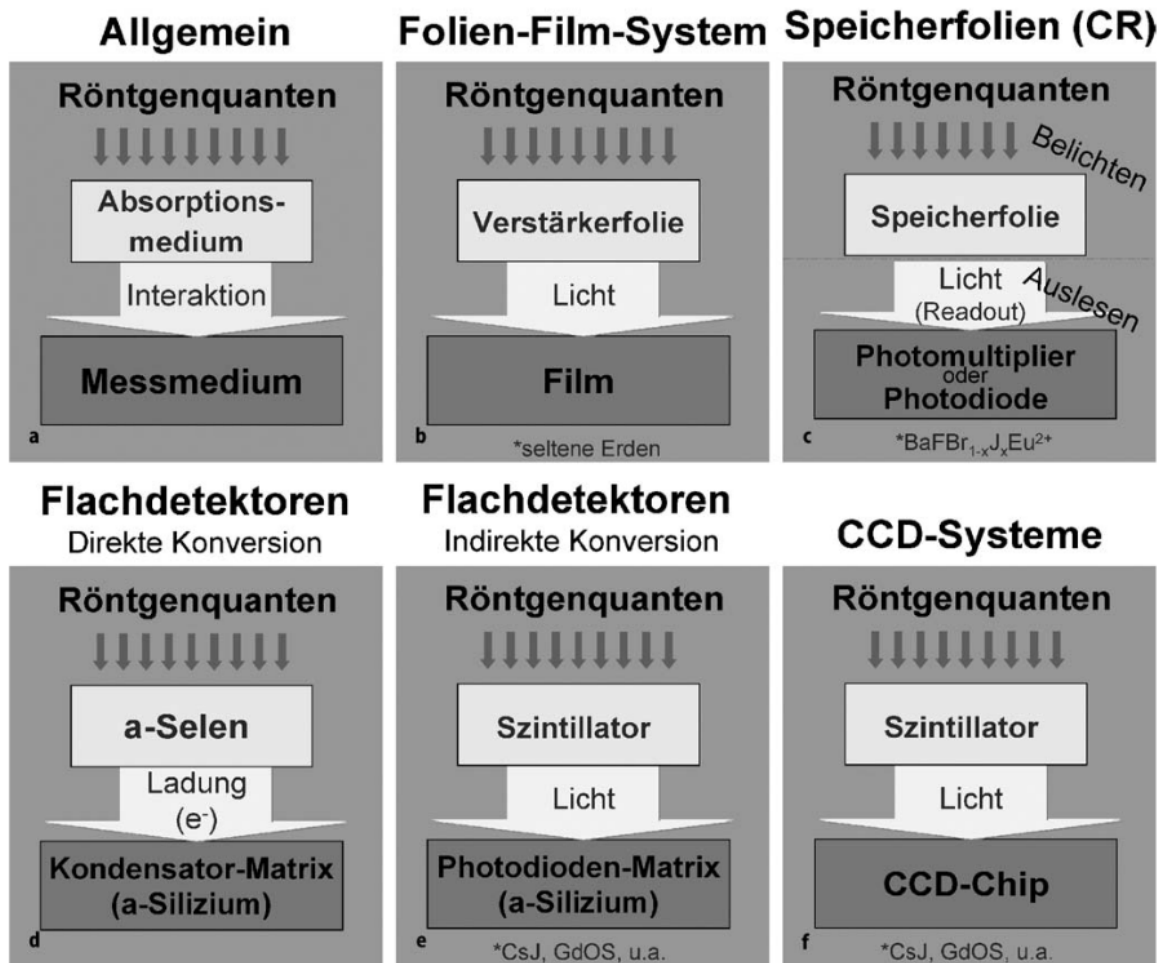 Allgemein
Röntgenquanten
Absorptions-
medium
Interaktion
Messmedium
a
Folien-Film-System
Röntgenquanten
Verstärkerfolie
Licht
Film
b
*seltene Erden
Speicherfolien (CR)
Röntgenquanten
Belichten
Speicherfolie
Licht
(Readout)
Auslesen
Photomultiplier
oder
Photodiode
c
*BaFBr₁₋ₓJₓEu²⁺
Flachdetektoren
Direkte Konversion
Röntgenquanten
a-Selen
Ladung
(e⁻)
Kondensator-Matrix
(a-Silizium)
d
Flachdetektoren
Indirekte Konversion
Röntgenquanten
Szintillator
Licht
Photodioden-Matrix
(a-Silizium)
e
*CsJ, GdOS, u.a.
CCD-Systeme
Röntgenquanten
Szintillator
Licht
CCD-Chip
f
*CsJ, GdOS, u.a.